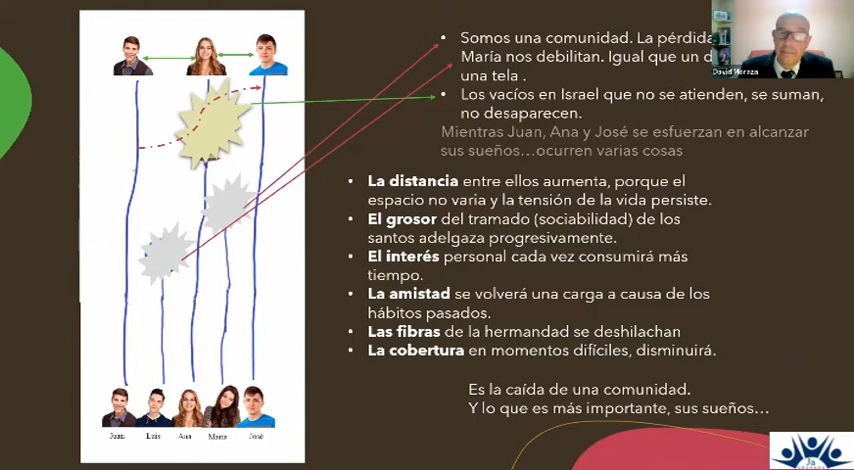 Somos una comunidad. La pérdida
María nos debilitan. Igual que un d
una tela .
Los vacíos en Israel que no se atienden, se suman,
no desaparecen.
Mientras Juan, Ana y José se esfuerzan en alcanzar
sus sueños…ocurren varias cosas
La distancia entre ellos aumenta, porque el
espacio no varia y la tensión de la vida persiste.
El grosor del tramado (sociabilidad) de los
santos adelgaza progresivamente.
El interés personal cada vez consumirá más
tiempo.
La amistad se volverá una carga a causa de los
hábitos pasados.
Las fibras de la hermandad se deshilachan
La cobertura en momentos difíciles, disminuirá.
Es la caída de una comunidad.
Y lo que es más importante, sus sueños…
David Moraza
Juan Luis Ana María José